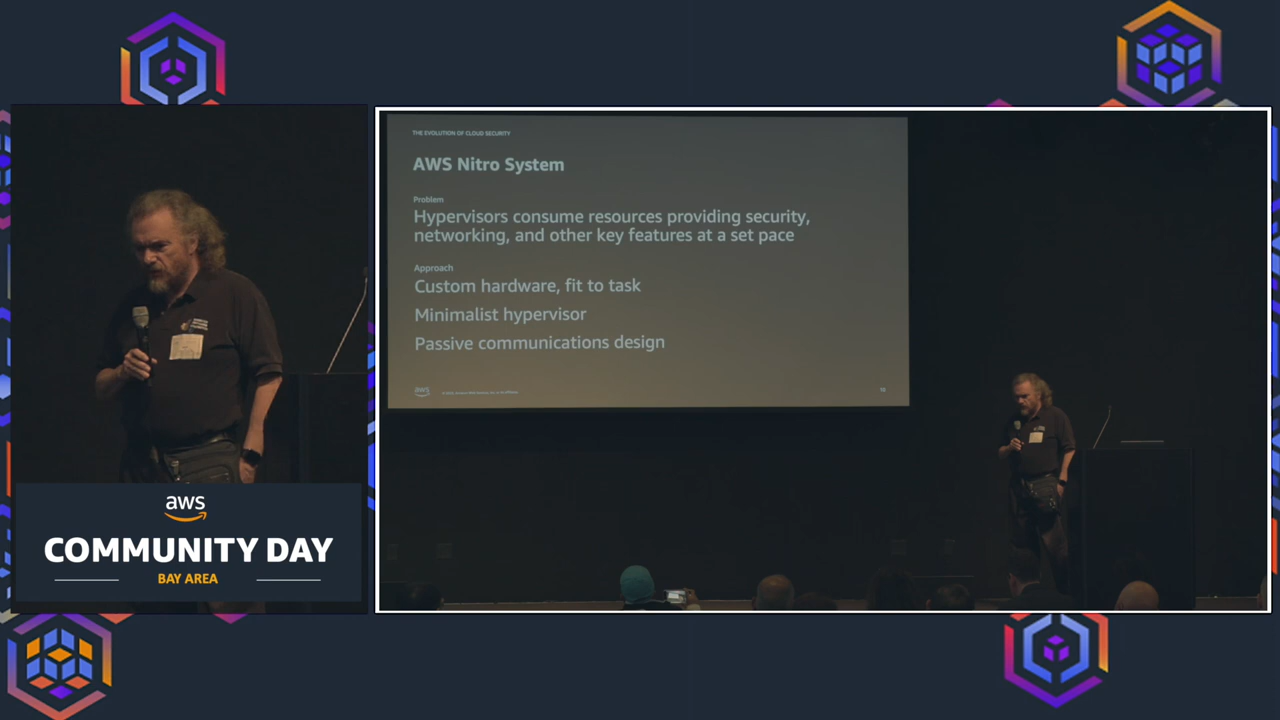 THE EVOLUTION OF CLOUD SECURITY
AWS Nitro System
Problem
Hypervisors consume resources providing security,
networking, and other key features at a set pace
Approach
Custom hardware, fit to task
Minimalist hypervisor
Passive communications design
aws
aws
COMMUNITY DAY
BAY AREA